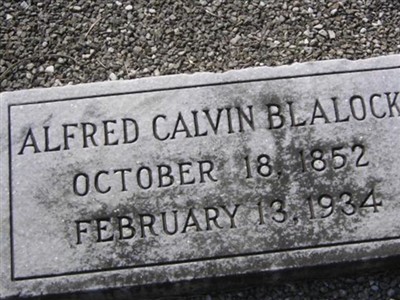 ALFRED CALVIN BLALOCK
OCTOBER 18, 1852
FEBRUARY 13, 1934